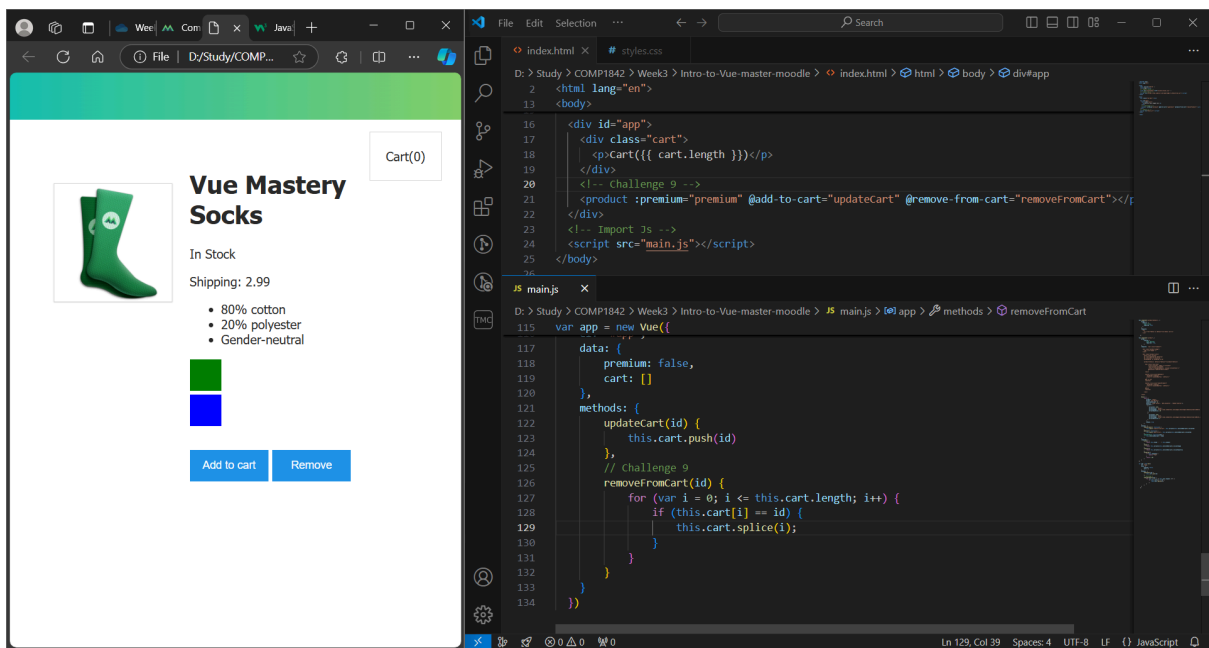 Wee
Com
Java
File
D:/Study/COMP...
Cart(0)
Vue Mastery
Socks
In Stock
Shipping: 2.99
80% cotton
20% polyester
Gender-neutral
Add to cart
Remove
File Edit Selection ···
Search
index.html
# styles.css
D: > Study > COMP1842 > Week3 > Intro-to-Vue-master-moodle > <> index.html > html > body > div#app
2 <html lang="en">
13 <body>
16 <div id="app">
17 <div class="cart">
18 <p>Cart({{ cart.length }})</p>
19 </div>
20 <!-- Challenge 9 -->
21 <product :premium="premium" @add-to-cart="updateCart" @remove-from-cart="removeFromCart"></p
22 </div>
23 <!-- Import Js -->
24 <script src="main.js"></script>
25 </body>
26
JS main.js
D: > Study > COMP1842 > Week3 > Intro-to-Vue-master-moodle > JS main.js > app > methods > removeFromCart
115 var app = new Vue({
117 data: {
118 premium: false,
119 cart: []
120 },
121 methods: {
122 updateCart(id) {
123 this.cart.push(id)
124 },
125 // Challenge 9
126 removeFromCart(id) {
127 for (var i = 0; i <= this.cart.length; i++) {
128 if (this.cart[i] == id) {
129 this.cart.splice(i);
130 }
131 }
132 }
133 }
134 })
TMC
0 0 0
Ln 129, Col 39 Spaces: 4 UTF-8 LF {} JavaScript